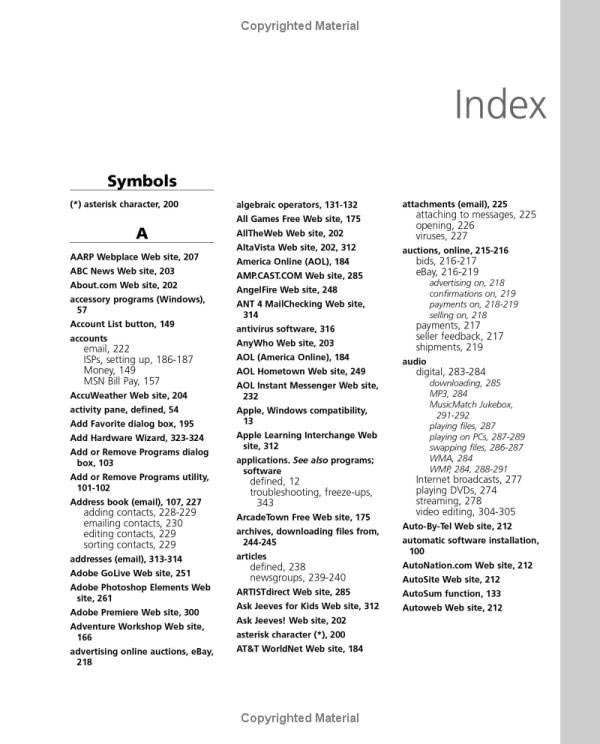 Copyrighted Material
Index
Symbols
(*) asterisk character, 200
A
AARP Webplace Web site, 207
ABC News Web site, 203
About.com Web site, 202
accessory programs (Windows),
57
Account List button, 149
accounts
email, 222
ISPs, setting up, 186-187
Money, 149
MSN Bill Pay, 157
AccuWeather Web site, 204
activity pane, defined, 54
Add Favorite dialog box, 195
Add Hardware Wizard, 323-324
Add or Remove Programs dialog
box, 103
Add or Remove Programs utility,
101-102
Address book (email), 107, 227
adding contacts, 228-229
emailing contacts, 230
editing contacts, 229
sorting contacts, 229
addresses (email), 313-314
Adobe GoLive Web site, 251
Adobe Photoshop Elements Web
site, 261
Adobe Premiere Web site, 300
Adventure Workshop Web site,
166
advertising online auctions, eBay,
218
algebraic operators, 131-132
All Games Free Web site, 175
AllTheWeb Web site, 202
AltaVista Web site, 202, 312
America Online (AOL), 184
AMP.CAST.COM Web site, 285
AngelFire Web site, 248
ANT 4 MailChecking Web site,
314
antivirus software, 316
AnyWho Web site, 203
AOL (America Online), 184
AOL Hometown Web site, 249
AOL Instant Messenger Web site,
232
Apple, Windows compatibility,
13
Apple Learning Interchange Web
site, 312
applications. See also programs;
software
defined, 12
troubleshooting, freeze-ups,
343
ArcadeTown Free Web site, 175
archives, downloading files from,
244-245
articles
defined, 238
newsgroups, 239-240
ARTISTdirect Web site, 285
Ask Jeeves for Kids Web site, 312
Ask Jeeves! Web site, 202
asterisk character (*), 200
AT&T WorldNet Web site, 184
attachments (email), 225
attaching to messages, 225
opening, 226
viruses, 227
auctions, online, 215-216
bids, 216-217
eBay, 216-219
advertising on, 218
confirmations on, 219
payments on, 218-219
selling on, 218
payments, 217
seller feedback, 217
shipments, 219
audio
digital, 283-284
downloading, 285
MP3, 284
MusicMatch Jukebox,
291-292
playing files, 287
playing on PCs, 287-289
swapping files, 286-287
WMA, 284
WMP, 284, 288-291
Internet broadcasts, 277
playing DVDs, 274
streaming, 278
video editing, 304-305
Auto-By-Tel Web site, 212
automatic software installation,
100
AutoNation.com Web site, 212
AutoSite Web site, 212
AutoSum function, 133
Autoweb Web site, 212
Copyrighted Material